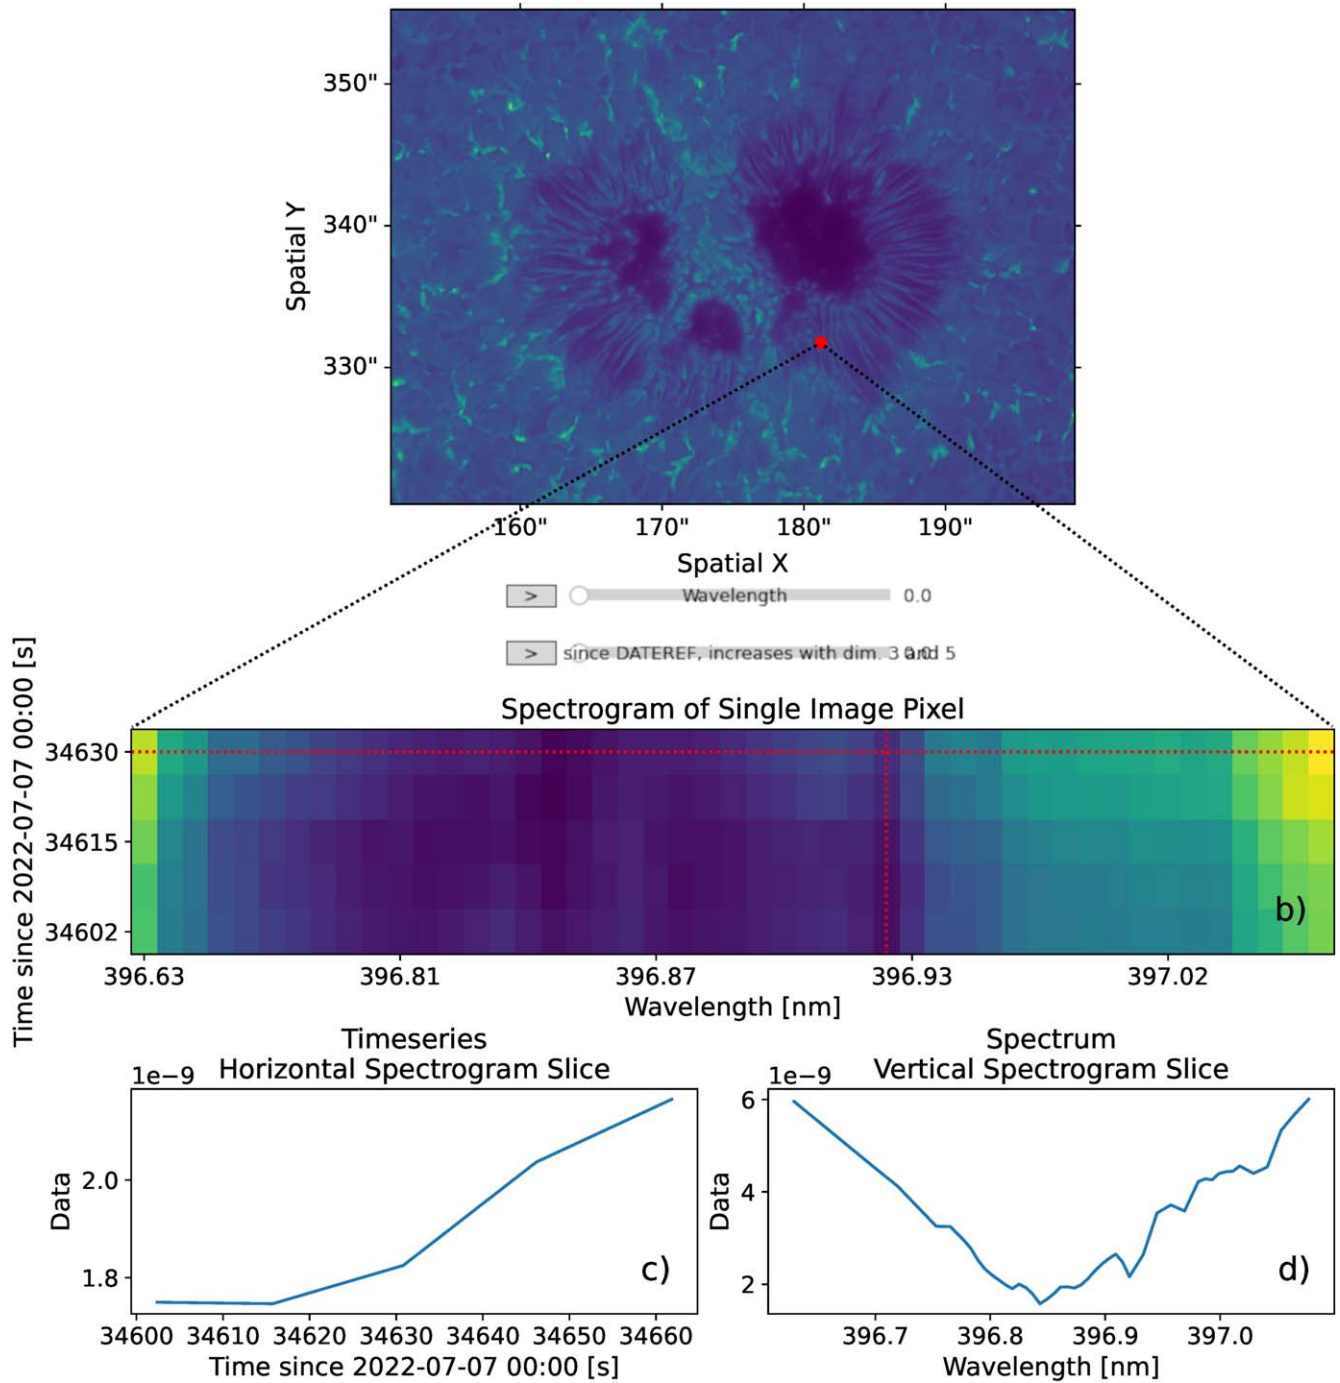 350"
340"
330"
Spatial Y
160"
170"
180"
190"
Spatial X
>
Wavelength
0.0
>
since DATEREF, increases with dim. 3 and 5
0.0
Spectrogram of Single Image Pixel
Time since 2022-07-07 00:00 [s]
34630
34615
34602
b)
396.63
396.81
396.87
396.93
397.02
Wavelength [nm]
Timeseries
Horizontal Spectrogram Slice
1e−9
Data
2.0
1.8
c)
34600
34610
34620
34630
34640
34650
34660
Time since 2022-07-07 00:00 [s]
Spectrum
Vertical Spectrogram Slice
1e−9
Data
6
4
2
d)
396.7
396.8
396.9
397.0
Wavelength [nm]